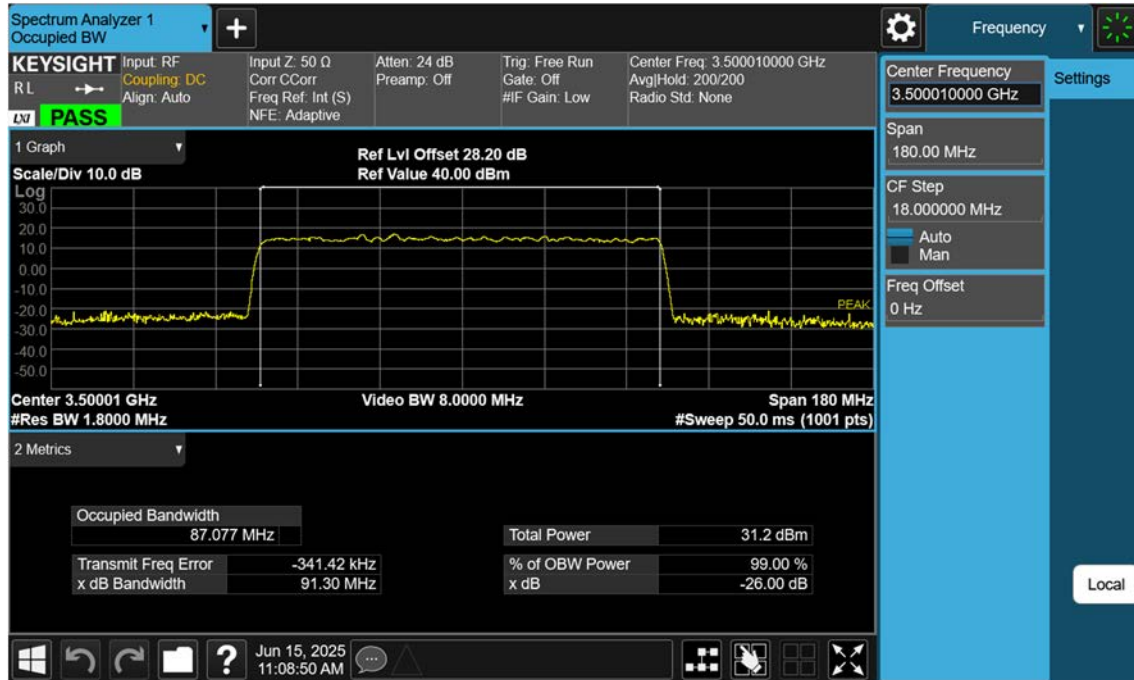 Spectrum Analyzer 1
Occupied BW
Frequency
KEYSIGHT
R L
LXI
PASS
Input: RF
Coupling: DC
Align: Auto
Input Z: 50 Ω
Corr CCorr
Freq Ref: Int (S)
NFE: Adaptive
Atten: 24 dB
Preamp: Off
Trig: Free Run
Gate: Off
#IF Gain: Low
Center Freq: 3.500010000 GHz
Avg|Hold: 200/200
Radio Std: None
Center Frequency
3.500010000 GHz
Settings
Span
180.00 MHz
CF Step
18.000000 MHz
Auto
Man
Freq Offset
0 Hz
1 Graph
Scale/Div 10.0 dB
Ref Lvl Offset 28.20 dB
Ref Value 40.00 dBm
Log
30.0
20.0
10.0
0.00
-10.0
-20.0
-30.0
-40.0
-50.0
PEAK
Center 3.50001 GHz
#Res BW 1.8000 MHz
Video BW 8.0000 MHz
Span 180 MHz
#Sweep 50.0 ms (1001 pts)
2 Metrics
Occupied Bandwidth
87.077 MHz
Total Power 31.2 dBm
Transmit Freq Error -341.42 kHz
% of OBW Power 99.00 %
x dB Bandwidth 91.30 MHz
x dB -26.00 dB
Local
?
Jun 15, 2025
11:08:50 AM